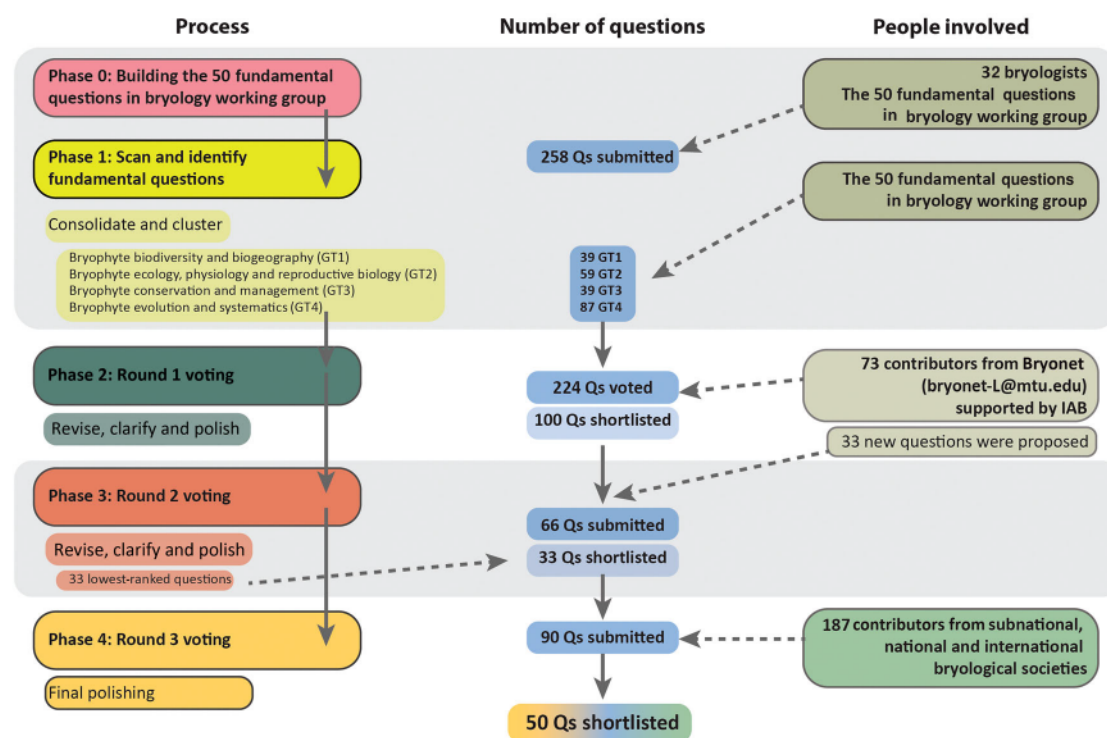 Process
Number of questions
People involved
Phase 0: Building the 50 fundamental
questions in bryology working group
32 bryologists
The 50 fundamental questions
in bryology working group
Phase 1: Scan and identify
fundamental questions
258 Qs submitted
The 50 fundamental questions
in bryology working group
Consolidate and cluster
Bryophyte biodiversity and biogeography (GT1)
Bryophyte ecology, physiology and reproductive biology (GT2)
Bryophyte conservation and management (GT3)
Bryophyte evolution and systematics (GT4)
39 GT1
59 GT2
39 GT3
87 GT4
Phase 2: Round 1 voting
Revise, clarify and polish
224 Qs voted
100 Qs shortlisted
73 contributors from Bryonet
(bryonet-L@mtu.edu)
supported by IAB
33 new questions were proposed
Phase 3: Round 2 voting
Revise, clarify and polish
33 lowest-ranked questions
66 Qs submitted
33 Qs shortlisted
Phase 4: Round 3 voting
Final polishing
90 Qs submitted
187 contributors from subnational,
national and international
bryological societies
50 Qs shortlisted